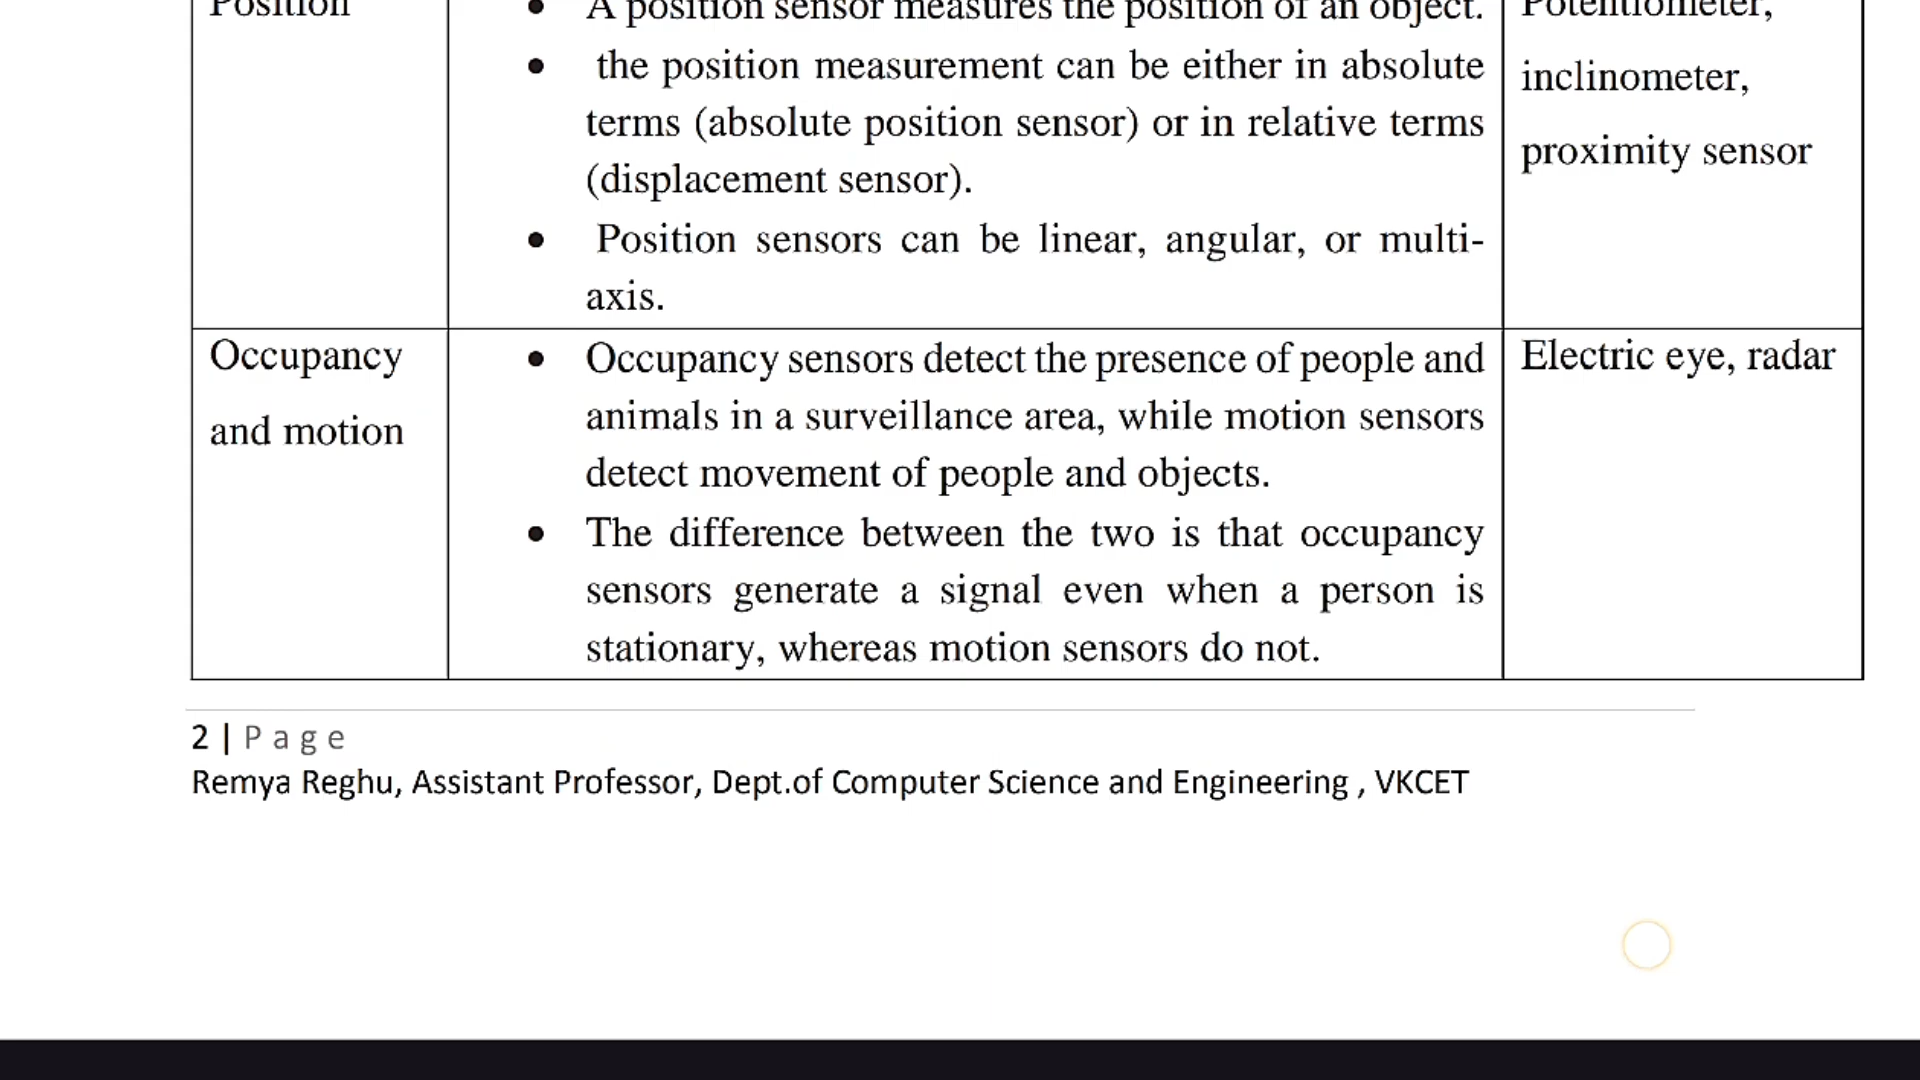 Position
• A position sensor measures the position of an object.
• the position measurement can be either in absolute
terms (absolute position sensor) or in relative terms
(displacement sensor).
• Position sensors can be linear, angular, or multi-
axis.
Potentiometer,
inclinometer,
proximity sensor
Occupancy
and motion
• Occupancy sensors detect the presence of people and
animals in a surveillance area, while motion sensors
detect movement of people and objects.
• The difference between the two is that occupancy
sensors generate a signal even when a person is
stationary, whereas motion sensors do not.
Electric eye, radar
2 | P a g e
Remya Reghu, Assistant Professor, Dept.of Computer Science and Engineering , VKCET